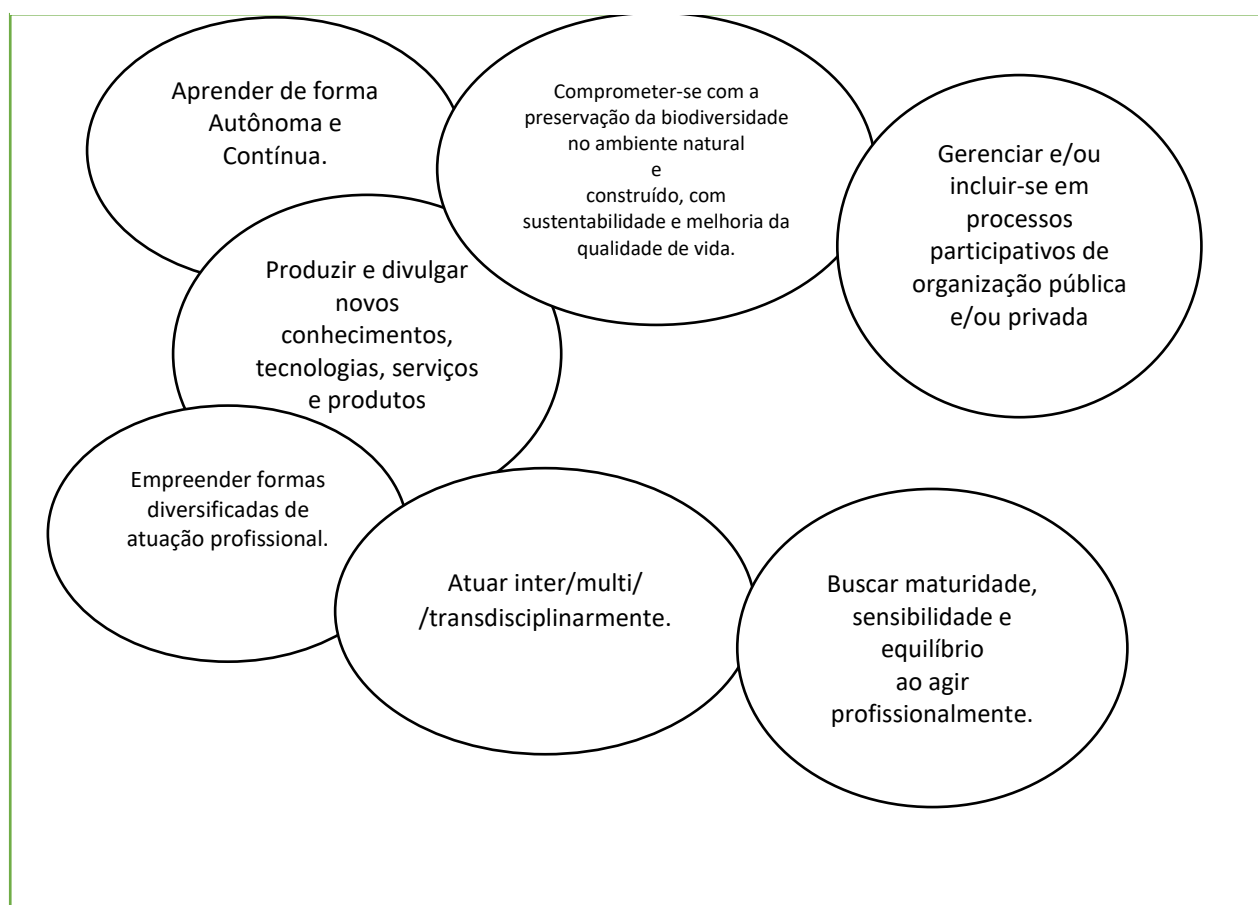 Aprender de forma
Autônoma e
Contínua.
Comprometer-se com a
preservação da biodiversidade
no ambiente natural
e
construído, com
sustentabilidade e melhoria da
qualidade de vida.
Gerenciar e/ou
incluir-se em
processos
participativos de
organização pública
e/ou privada
Produzir e divulgar
novos
conhecimentos,
tecnologias, serviços
e produtos
Empreender formas
diversificadas de
atuação profissional.
Atuar inter/multi/
/transdisciplinarmente.
Buscar maturidade,
sensibilidade e
equilíbrio
ao agir
profissionalmente.